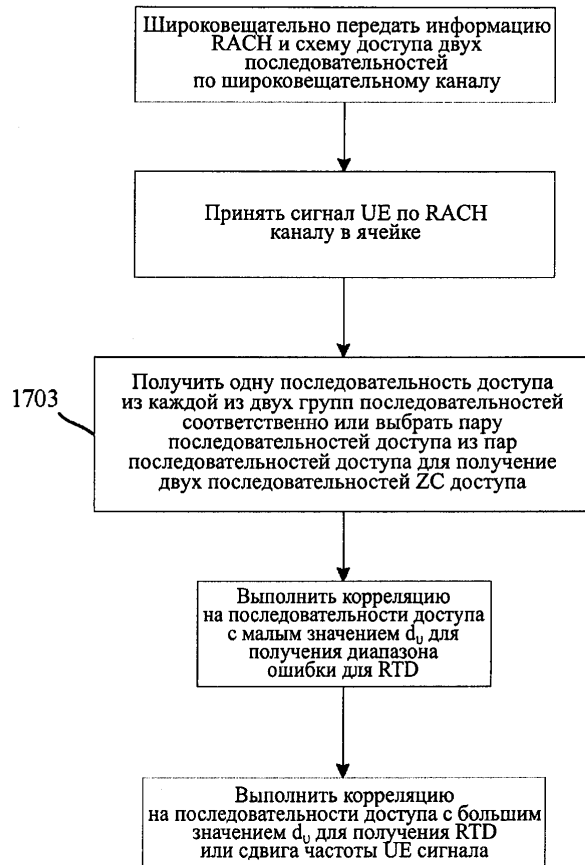 Широковещательно передать информацию
RACH и схему доступа двух
последовательностей
по широковещательному каналу
Принять сигнал UE по RACH
каналу в ячейке
1703
Получить одну последовательность доступа
из каждой из двух групп последовательностей
соответственно или выбрать пару
последовательностей доступа из пар
последовательностей доступа для получение
двух последовательностей ZC доступа
Выполнить корреляцию
на последовательности доступа
с малым значением dᵤ для
получения диапазона
ошибки для RTD
Выполнить корреляцию
на последовательности доступа с большим
значением dᵤ для получения RTD
или сдвига частоты UE сигнала